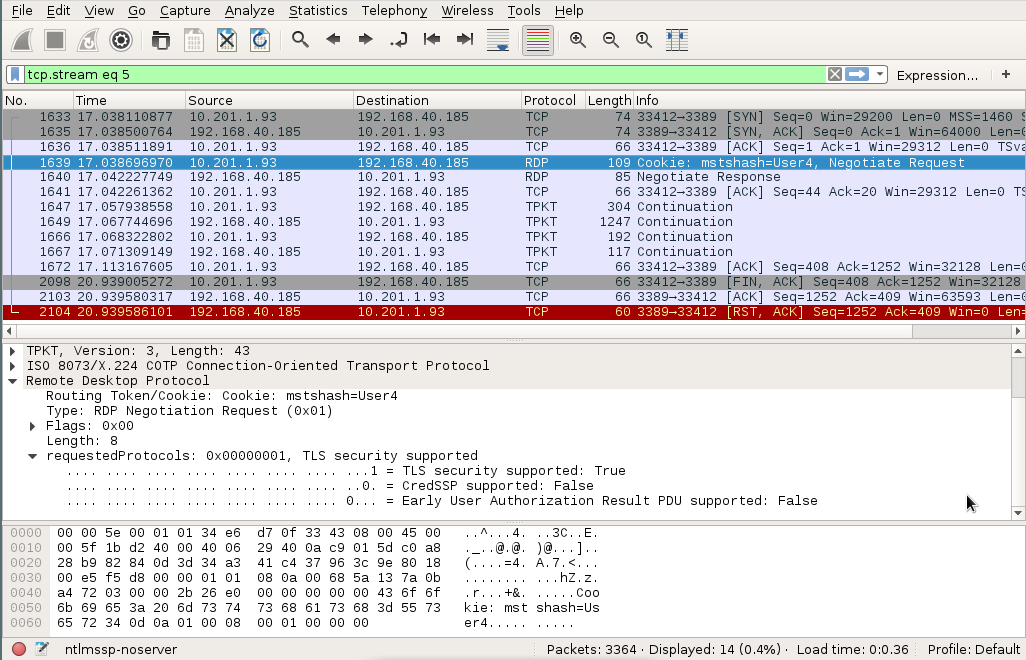 File Edit View Go Capture Analyze Statistics Telephony Wireless Tools Help
tcp.stream eq 5 Expression... +
No. Time Source Destination Protocol Length Info
1633 17.038110877 10.201.1.93 192.168.40.185 TCP 74 33412→3389 [SYN] Seq=0 Win=29200 Len=0 MSS=1460 S
1635 17.038500764 192.168.40.185 10.201.1.93 TCP 74 3389→33412 [SYN, ACK] Seq=0 Ack=1 Win=64000 Len=0
1636 17.038511891 10.201.1.93 192.168.40.185 TCP 66 33412→3389 [ACK] Seq=1 Ack=1 Win=29312 Len=0 TSva
1639 17.038696970 10.201.1.93 192.168.40.185 RDP 109 Cookie: mstshash=User4, Negotiate Request
1640 17.042227749 192.168.40.185 10.201.1.93 RDP 85 Negotiate Response
1641 17.042261362 10.201.1.93 192.168.40.185 TCP 66 33412→3389 [ACK] Seq=44 Ack=20 Win=29312 Len=0 TS
1647 17.057938558 10.201.1.93 192.168.40.185 TPKT 304 Continuation
1649 17.067744696 192.168.40.185 10.201.1.93 TPKT 1247 Continuation
1666 17.068322802 10.201.1.93 192.168.40.185 TPKT 192 Continuation
1667 17.071309149 192.168.40.185 10.201.1.93 TPKT 117 Continuation
1672 17.113167605 10.201.1.93 192.168.40.185 TCP 66 33412→3389 [ACK] Seq=408 Ack=1252 Win=32128 Len=0
2098 20.939005272 10.201.1.93 192.168.40.185 TCP 66 33412→3389 [FIN, ACK] Seq=408 Ack=1252 Win=32128
2103 20.939580317 192.168.40.185 10.201.1.93 TCP 66 3389→33412 [ACK] Seq=1252 Ack=409 Win=63593 Len=0
2104 20.939586101 192.168.40.185 10.201.1.93 TCP 60 3389→33412 [RST, ACK] Seq=1252 Ack=409 Win=0 Len=
TPKT, Version: 3, Length: 43
ISO 8073/X.224 COTP Connection-Oriented Transport Protocol
Remote Desktop Protocol
Routing Token/Cookie: Cookie: mstshash=User4
Type: RDP Negotiation Request (0x01)
Flags: 0x00
Length: 8
requestedProtocols: 0x00000001, TLS security supported
.... .... .... .... .... .... .... ...1 = TLS security supported: True
.... .... .... .... .... .... .... ..0. = CredSSP supported: False
.... .... .... .... .... .... .... 0... = Early User Authorization Result PDU supported: False
0000 00 00 5e 00 01 01 34 e6 d7 0f 33 43 08 00 45 00 ..^...4. ..3C..E.
0010 00 5f 1b d2 40 00 40 06 29 40 0a c9 01 5d c0 a8 ._..@.@. )@...]..
0020 28 b9 82 84 0d 3d 34 a3 41 c4 37 96 3c 9e 80 18 (....=4. A.7.<...
0030 00 e5 f5 d8 00 00 01 01 08 0a 00 68 5a 13 7a 0b ........ ...hZ.z.
0040 a4 72 03 00 00 2b 26 e0 00 00 00 00 00 43 6f 6f .r...+&. .....Coo
0050 6b 69 65 3a 20 6d 73 74 73 68 61 73 68 3d 55 73 kie: mst shash=Us
0060 65 72 34 0d 0a 01 00 08 00 01 00 00 00 er4..... .....
ntlmssp-noserver Packets: 3364 · Displayed: 14 (0.4%) · Load time: 0:0.36 Profile: Default